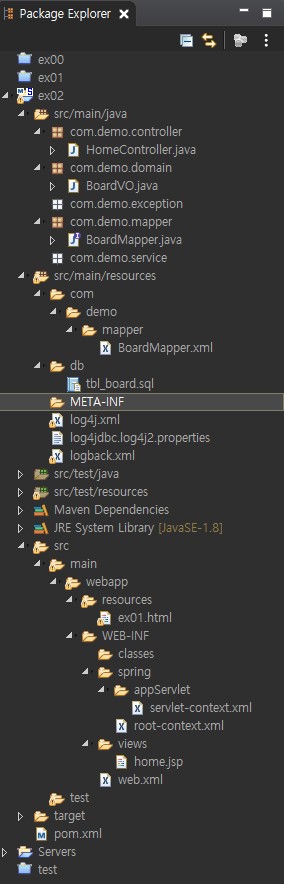 Package Explorer
ex00
ex01
ex02
src/main/java
com.demo.controller
HomeController.java
com.demo.domain
BoardVO.java
com.demo.exception
com.demo.mapper
BoardMapper.java
com.demo.service
src/main/resources
com
demo
mapper
BoardMapper.xml
db
tbl_board.sql
META-INF
log4j.xml
log4jdbc.log4j2.properties
logback.xml
src/test/java
src/test/resources
Maven Dependencies
JRE System Library [JavaSE-1.8]
src
main
webapp
resources
ex01.html
WEB-INF
classes
spring
appServlet
servlet-context.xml
root-context.xml
views
home.jsp
web.xml
test
target
pom.xml
Servers
test